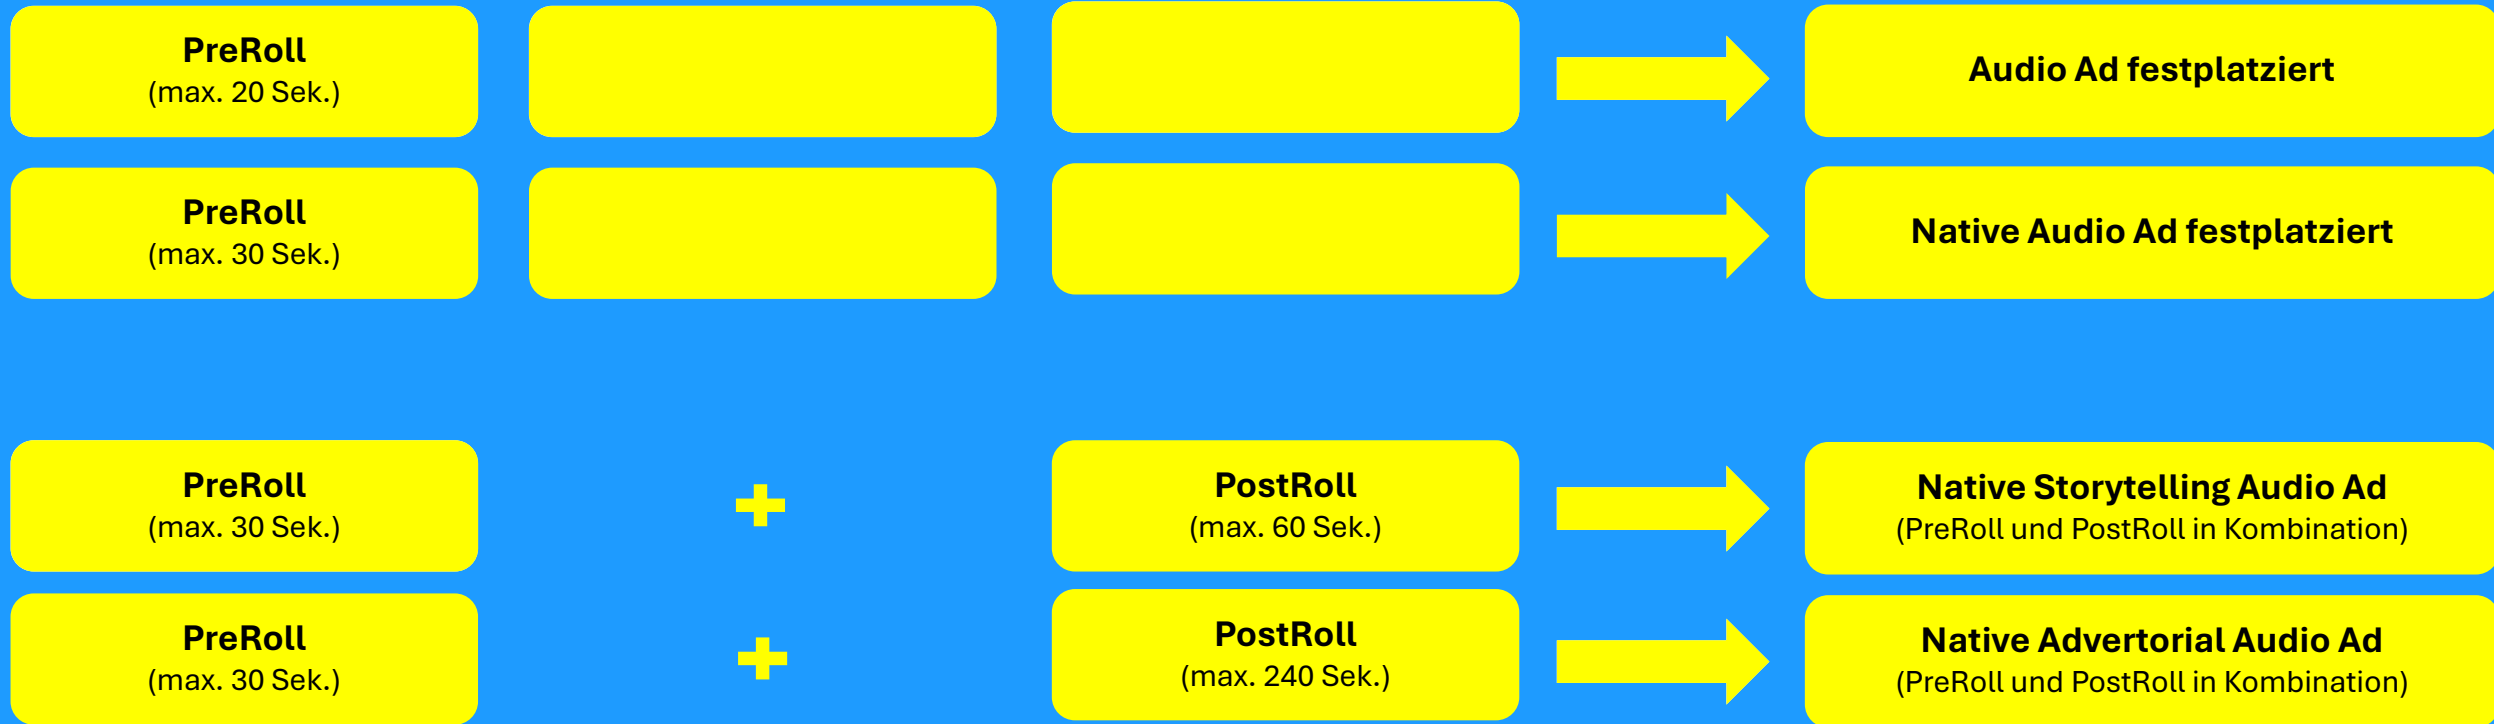 PreRoll
(max. 20 Sek.)
Audio Ad festplatziert
PreRoll
(max. 30 Sek.)
Native Audio Ad festplatziert
PreRoll
(max. 30 Sek.)
PostRoll
(max. 60 Sek.)
Native Storytelling Audio Ad
(PreRoll und PostRoll in Kombination)
PreRoll
(max. 30 Sek.)
PostRoll
(max. 240 Sek.)
Native Advertorial Audio Ad
(PreRoll und PostRoll in Kombination)